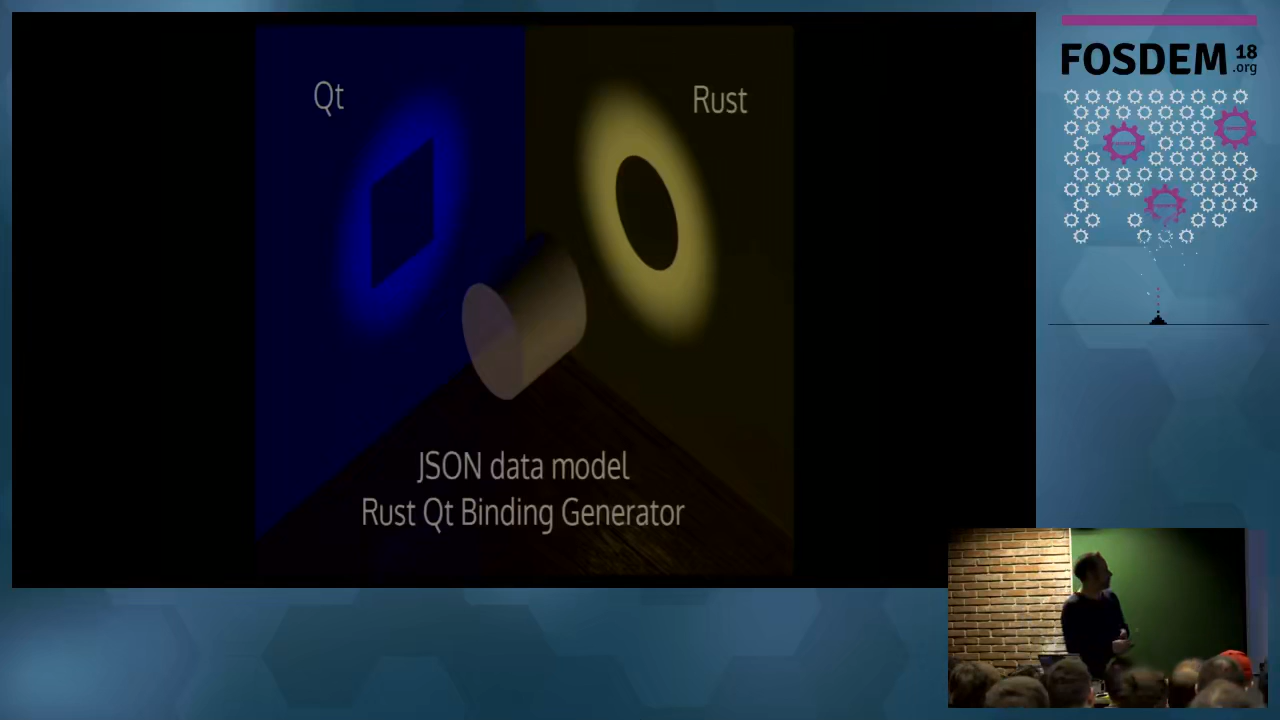 Qt
Rust
JSON data model
Rust Qt Binding Generator
FOSDEM 18
.org